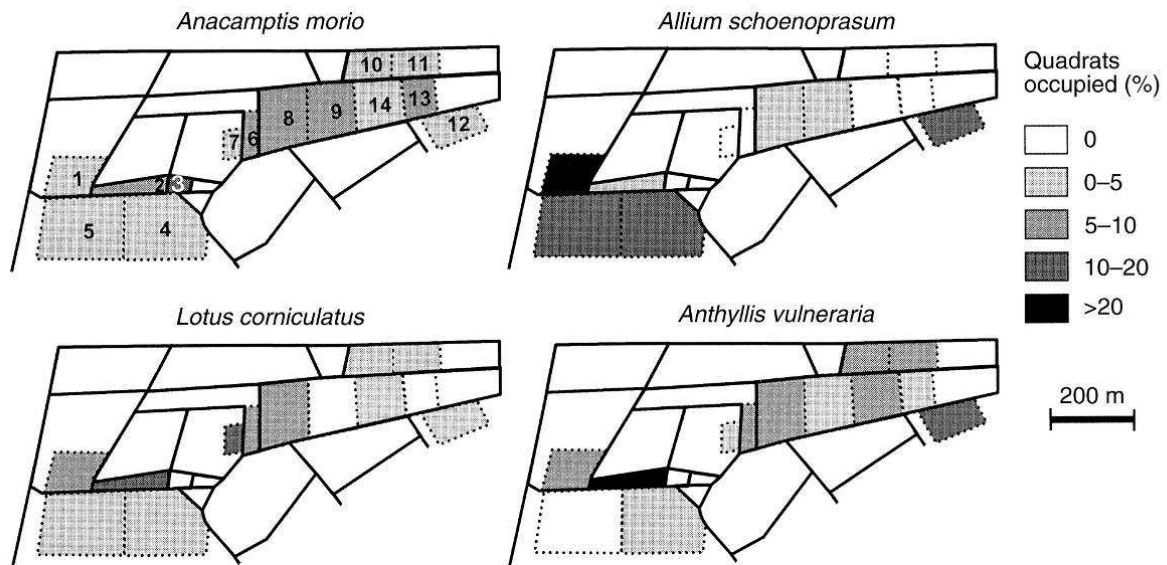 Anacamptis morio
Allium schoenoprasum
Quadrats
occupied (%)
0
0–5
5–10
10–20
>20
10 11
8 9 14 13
7 6 12
1 2 3
5 4
Lotus corniculatus
Anthyllis vulneraria
200 m